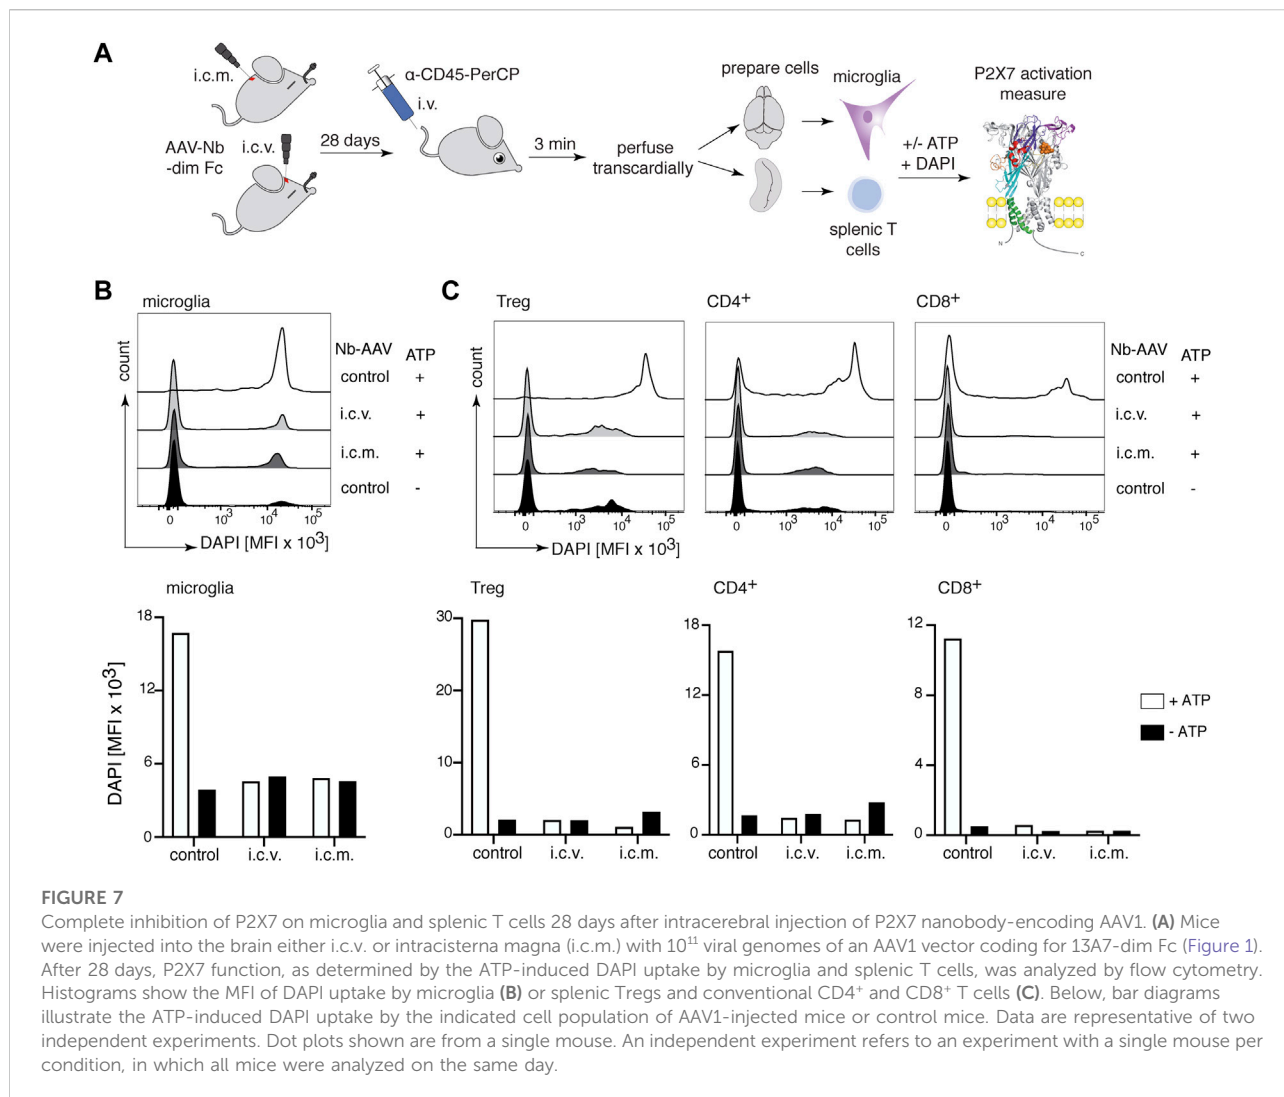 A
i.c.m.
AAV-Nb
-dim Fc
i.c.v.
28 days
α-CD45-PerCP
i.v.
3 min
perfuse
transcardially
prepare cells
microglia
splenic T
cells
+/- ATP
+ DAPI
P2X7 activation
measure
N
C
B
microglia
count
Nb-AAV ATP
control +
i.c.v. +
i.c.m. +
control -
0 10³ 10⁴ 10⁵
DAPI [MFI x 10³]
C
Treg
CD4⁺
CD8⁺
count
Nb-AAV ATP
control +
i.c.v. +
i.c.m. +
control -
0 10³ 10⁴ 10⁵
0 10³ 10⁴ 10⁵
0 10³ 10⁴ 10⁵
DAPI [MFI x 10³]
DAPI [MFI x 10³]
microglia
DAPI [MFI x 10³]
18
12
6
0
control i.c.v. i.c.m.
Treg
30
20
10
0
control i.c.v. i.c.m.
CD4⁺
18
12
6
0
control i.c.v. i.c.m.
CD8⁺
12
8
4
0
control i.c.v. i.c.m.
+ ATP
- ATP
FIGURE 7
Complete inhibition of P2X7 on microglia and splenic T cells 28 days after intracerebral injection of P2X7 nanobody-encoding AAV1. (A) Mice
were injected into the brain either i.c.v. or intracisterna magna (i.c.m.) with 10¹¹ viral genomes of an AAV1 vector coding for 13A7-dim Fc (Figure 1).
After 28 days, P2X7 function, as determined by the ATP-induced DAPI uptake by microglia and splenic T cells, was analyzed by flow cytometry.
Histograms show the MFI of DAPI uptake by microglia (B) or splenic Tregs and conventional CD4⁺ and CD8⁺ T cells (C). Below, bar diagrams
illustrate the ATP-induced DAPI uptake by the indicated cell population of AAV1-injected mice or control mice. Data are representative of two
independent experiments. Dot plots shown are from a single mouse. An independent experiment refers to an experiment with a single mouse per
condition, in which all mice were analyzed on the same day.